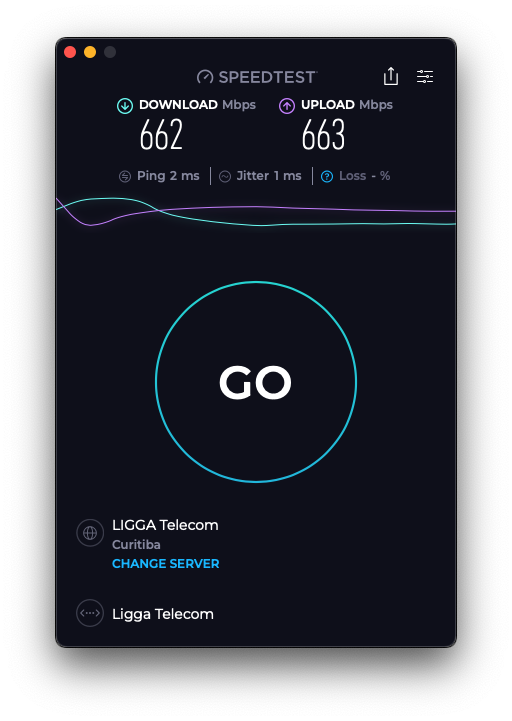 SPEEDTEST
DOWNLOAD Mbps UPLOAD Mbps
662 663
Ping 2 ms Jitter 1 ms ? Loss - %
GO
LIGGA Telecom
Curitiba
CHANGE SERVER
Ligga Telecom